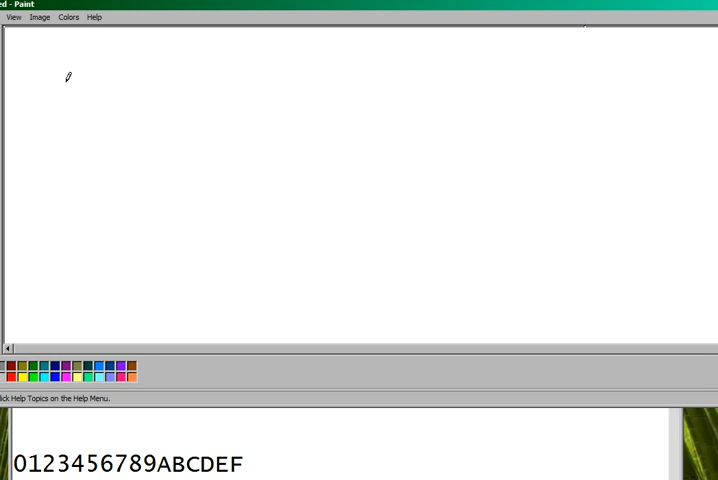 ed - Paint
View Image Colors Help
lick Help Topics on the Help Menu.
0123456789ABCDEF